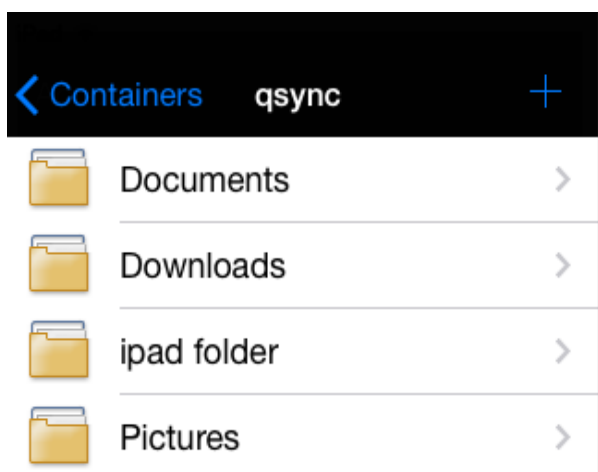 Containers qsync
Documents
Downloads
ipad folder
Pictures